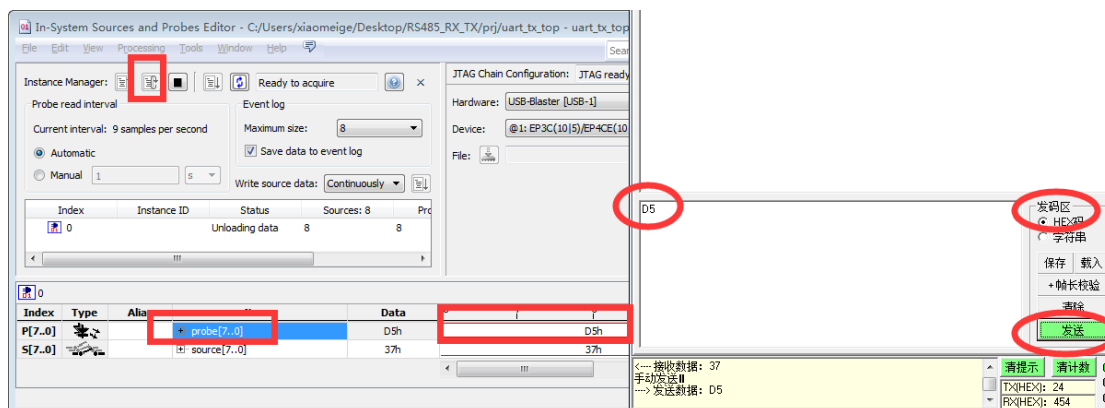 In-System Sources and Probes Editor - C:/Users/xiaomeige/Desktop/RS485_RX_TX/prj/uart_tx_top - uart_tx_top
File Edit View Processing Tools Window Help
Sear
Instance Manager: Ready to acquire
Probe read interval
Current interval: 9 samples per second
Automatic
Manual 1 s
Event log
Maximum size: 8
Save data to event log
Write source data: Continuously
Index Instance ID Status Sources: 8 Pro
0 Unloading data 8 8
JTAG Chain Configuration: JTAG ready
Hardware: USB-Blaster [USB-1]
Device: @1: EP3C(10|5)/EP4CE(10
File:
0
Index Type Alia Data
P[7..0] probe[7..0] D5h D5h
S[7..0] source[7..0] 37h 37h
D5
发码区
HEX码
字符串
保存 载入
+帧长校验
清除
发送
<--- 接收数据: 37
手动发送
---> 发送数据: D5
清提示 清计数
TX(HEX): 24
RX(HEX): 454